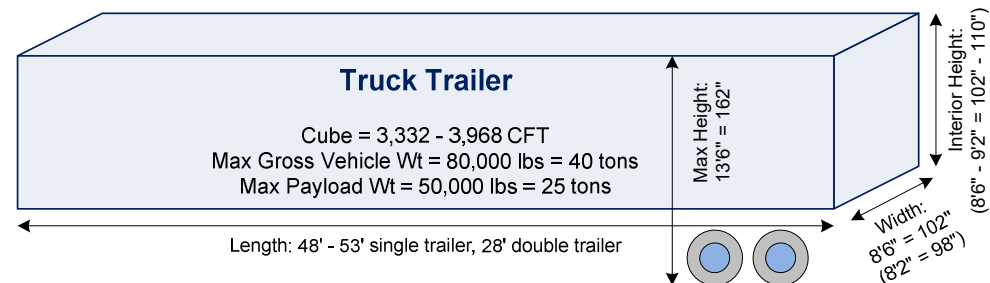 Truck Trailer
Cube = 3,332 - 3,968 CFT
Max Gross Vehicle Wt = 80,000 lbs = 40 tons
Max Payload Wt = 50,000 lbs = 25 tons
Length: 48' - 53' single trailer, 28' double trailer
Max Height:
13'6" = 162"
Interior Height:
(8'6" - 9'2" = 102" - 110")
Width:
8'6" = 102"
(8'2" = 98")